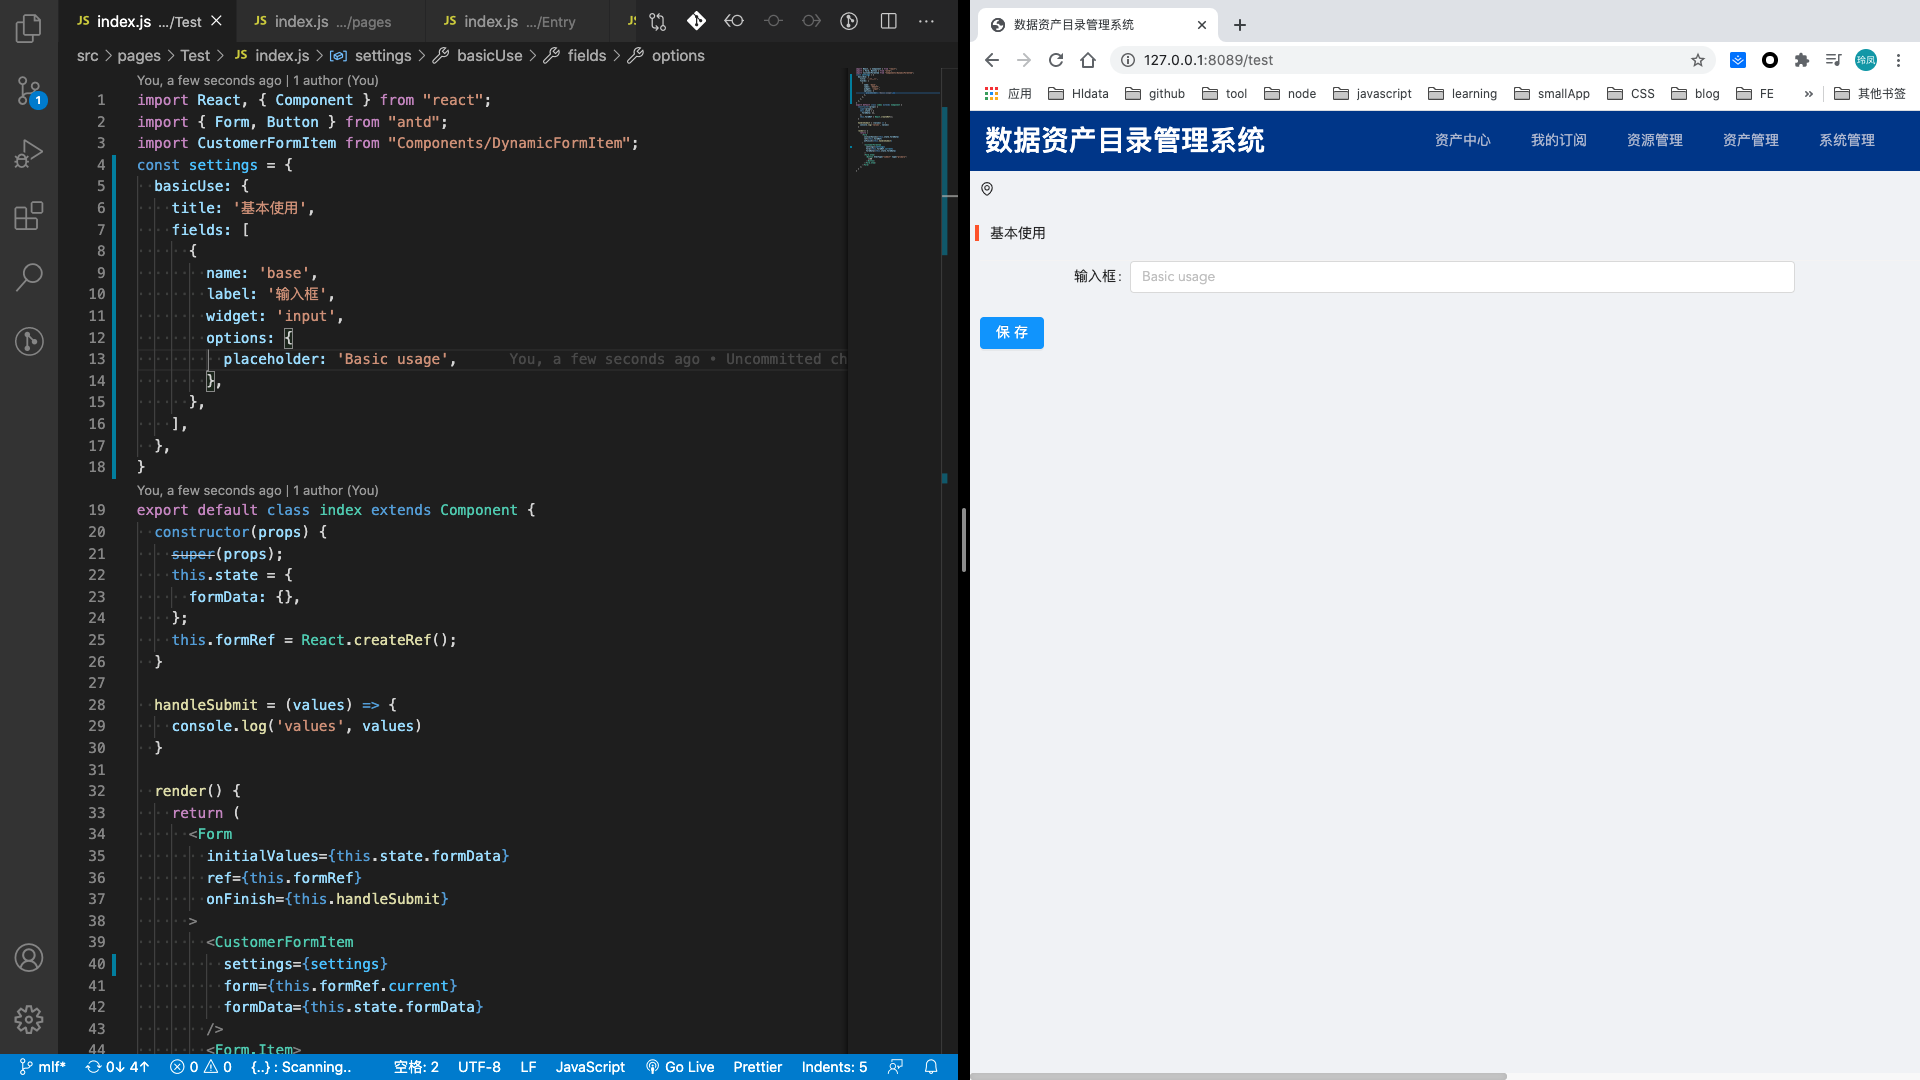 JS index.js .../Test
JS index.js .../pages
JS index.js .../Entry
JS
src > pages > Test > JS index.js > settings > basicUse > fields > options
You, a few seconds ago | 1 author (You)
1 import React, { Component } from "react";
2 import { Form, Button } from "antd";
3 import CustomerFormItem from "Components/DynamicFormItem";
4 const settings = {
5 basicUse: {
6 title: '基本使用',
7 fields: [
8 {
9 name: 'base',
10 label: '输入框',
11 widget: 'input',
12 options: {
13 placeholder: 'Basic usage', You, a few seconds ago • Uncommitted ch
14 },
15 },
16 ],
17 },
18 }
You, a few seconds ago | 1 author (You)
19 export default class index extends Component {
20 constructor(props) {
21 super(props);
22 this.state = {
23 formData: {},
24 };
25 this.formRef = React.createRef();
26 }
27
28 handleSubmit = (values) => {
29 console.log('values', values)
30 }
31
32 render() {
33 return (
34 <Form
35 initialValues={this.state.formData}
36 ref={this.formRef}
37 onFinish={this.handleSubmit}
38 >
39 <CustomerFormItem
40 settings={settings}
41 form={this.formRef.current}
42 formData={this.state.formData}
43 />
44 <Form.Item>
1
mlf* 0↓ 4↑ 0 0 {..} : Scanning.. 空格: 2 UTF-8 LF JavaScript Go Live Prettier Indents: 5
数据资产目录管理系统
127.0.0.1:8089/test
玲凤
应用 Hldata github tool node javascript learning smallApp CSS blog FE » 其他书签
数据资产目录管理系统 资产中心 我的订阅 资源管理 资产管理 系统管理
基本使用
输入框: Basic usage
保 存